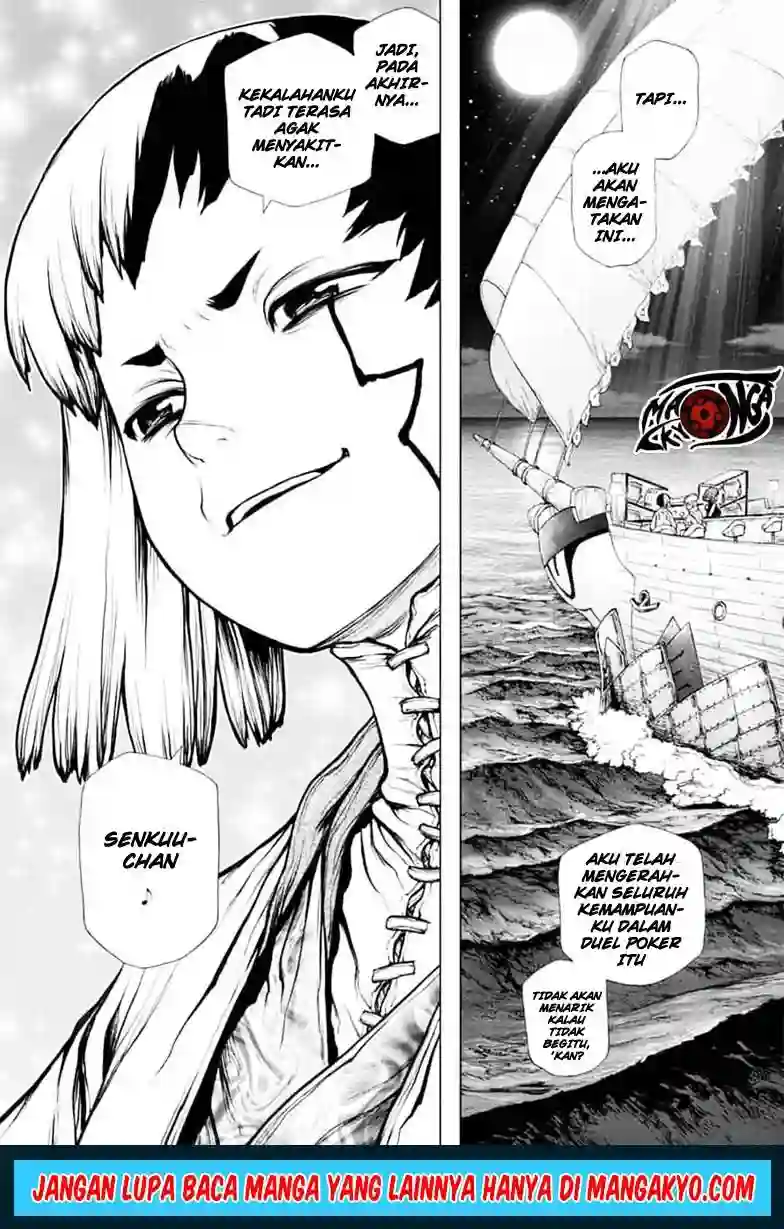 TAPI...
...AKU
AKAN
MENGA-
TAKAN
INI...
AKU TELAH
MENGERAH-
KAN SELURUH
KEMAMPUAN-
KU DALAM
DUEL POKER
ITU
TIDAK AKAN
MENARIK
KALAU
TIDAK
BEGITU,
'KAN?
JADI,
PADA
AKHIR-
NYA...
KEKALAHANKU
TADI TERASA
AGAK
MENYAKIT-
KAN...
SENKUU-
CHAN
♪
MANGA
KYO
JANGAN LUPA BACA MANGA YANG LAINNYA HANYA DI MANGAKYO.COM